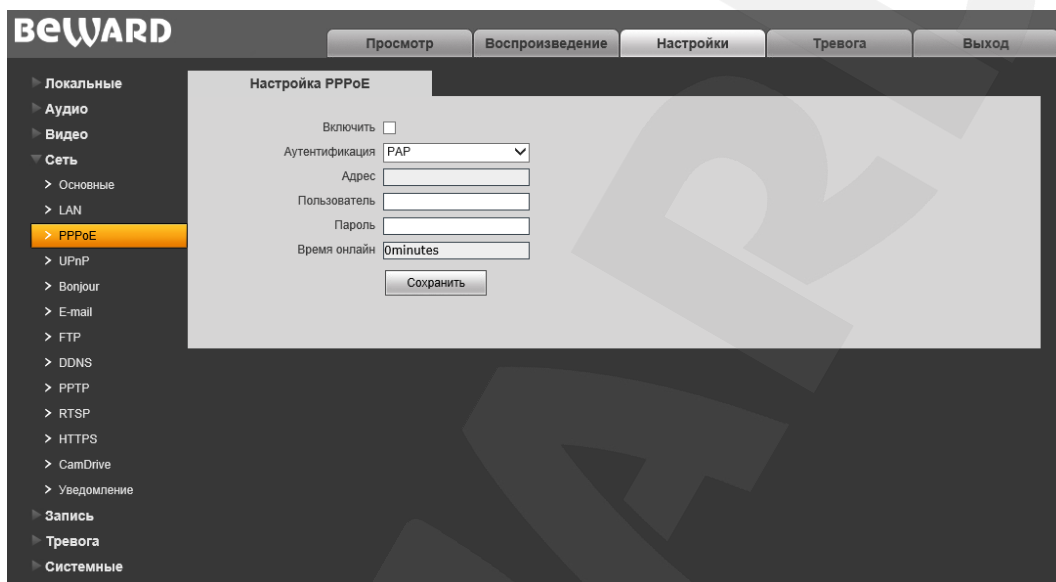 BEWARD
Просмотр
Воспроизведение
Настройки
Тревога
Выход
Локальные
Аудио
Видео
Сеть
Основные
LAN
PPPoE
UPnP
Bonjour
E-mail
FTP
DDNS
PPTP
RTSP
HTTPS
CamDrive
Уведомление
Запись
Тревога
Системные
Настройка PPPoE
Включить
Аутентификация PAP
Адрес
Пользователь
Пароль
Время онлайн 0minutes
Сохранить